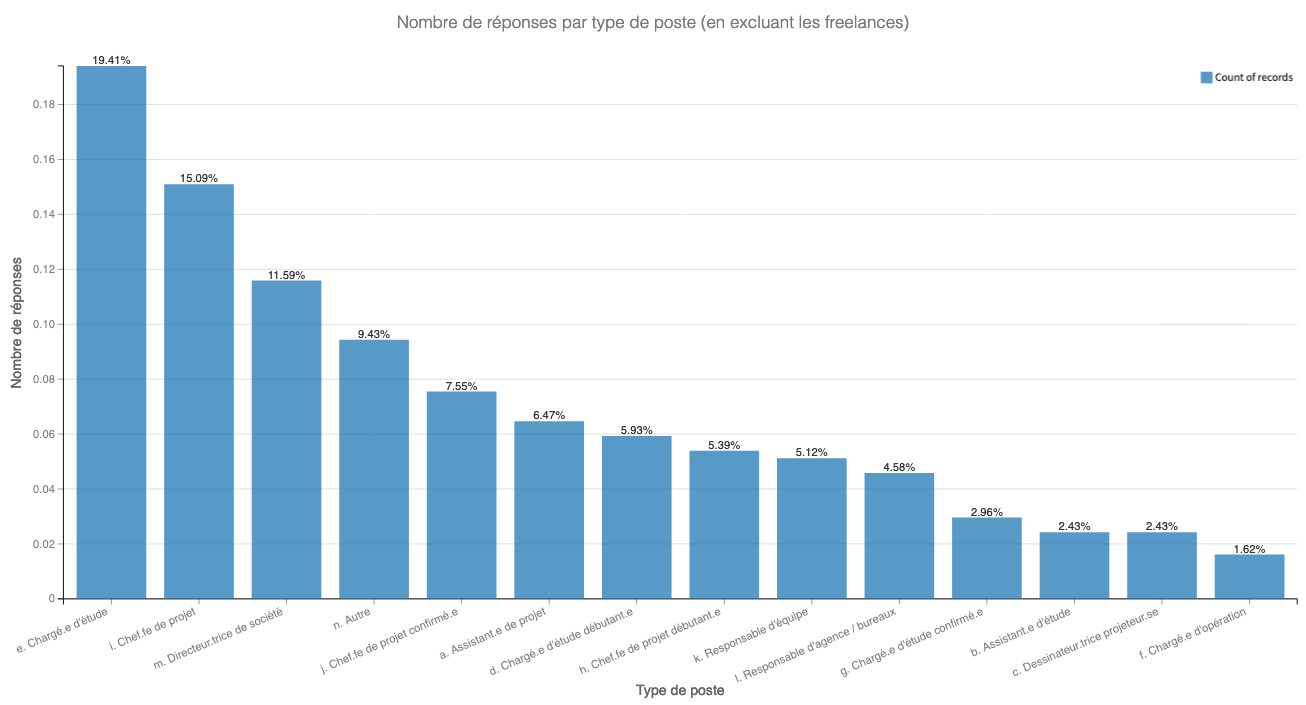 Nombre de réponses par type de poste (en excluant les freelances)
Count of records
Nombre de réponses
0.18
0.16
0.14
0.12
0.10
0.08
0.06
0.04
0.02
0
19.41%
15.09%
11.59%
9.43%
7.55%
6.47%
5.93%
5.39%
5.12%
4.58%
2.96%
2.43%
2.43%
1.62%
e. Chargé.e d'étude
i. Chef.fe de projet
m. Directeur.trice de société
n. Autre
j. Chef.fe de projet confirmé.e
a. Assistant.e de projet
d. Chargé.e d'étude débutant.e
h. Chef.fe de projet débutant.e
k. Responsable d'équipe
l. Responsable d'agence / bureaux
g. Chargé.e d'étude confirmé.e
b. Assistant.e d'étude
c. Dessinateur.trice projeteur.se
f. Chargé.e d'opération
Type de poste